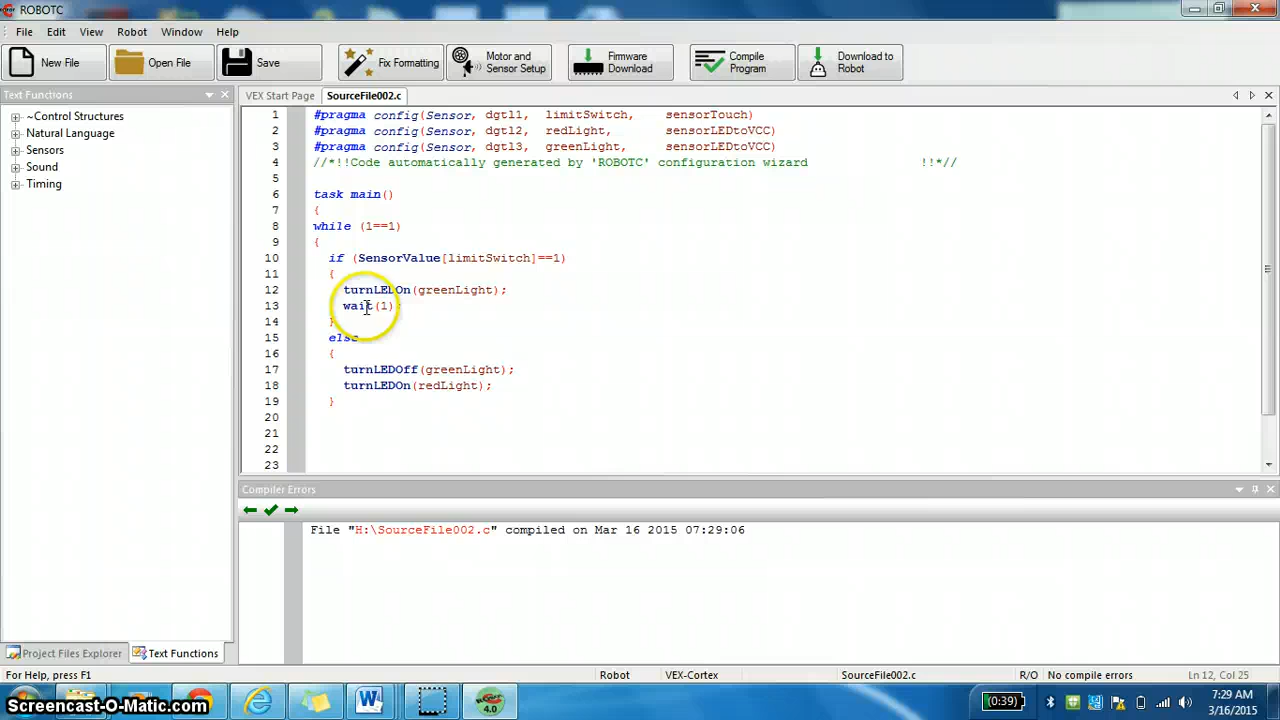 ROBOTC
File Edit View Robot Window Help
New File Open File Save Fix Formatting Motor and Sensor Setup Firmware Download Compile Program Download to Robot
Text Functions
~Control Structures
Natural Language
Sensors
Sound
Timing
Project Files Explorer Text Functions
VEX Start Page SourceFile002.c
1 #pragma config(Sensor, dgtl1, limitSwitch, sensorTouch)
2 #pragma config(Sensor, dgtl2, redLight, sensorLEDtoVCC)
3 #pragma config(Sensor, dgtl3, greenLight, sensorLEDtoVCC)
4 //*!!Code automatically generated by 'ROBOTC' configuration wizard !!*//
5
6 task main()
7 {
8 while (1==1)
9 {
10 if (SensorValue[limitSwitch]==1)
11 {
12 turnLEDOn(greenLight);
13 wait(1);
14 }
15 else
16 {
17 turnLEDOff(greenLight);
18 turnLEDOn(redLight);
19 }
20
21
22
23
Compiler Errors
File "H:\SourceFile002.c" compiled on Mar 16 2015 07:29:06
For Help, press F1 Robot VEX-Cortex SourceFile002.c R/O No compile errors Ln 12, Col 25
4.0 (0:39) 7:29 AM
3/16/2015
Screencast-O-Matic.com